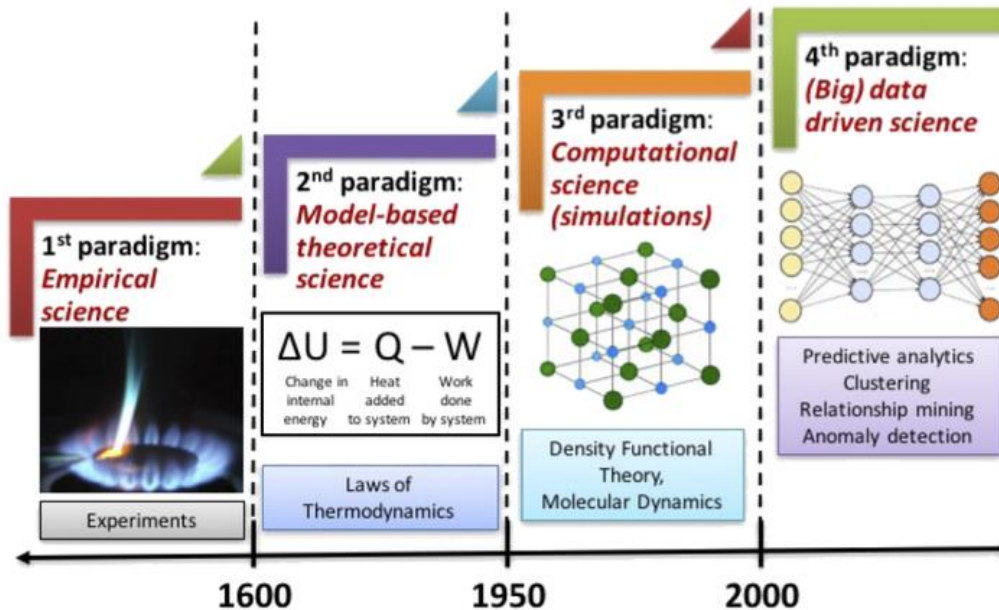 1st paradigm:
Empirical
science
Experiments
2nd paradigm:
Model-based
theoretical
science
ΔU = Q – W
Change in internal energy
Heat added to system
Work done by system
Laws of
Thermodynamics
3rd paradigm:
Computational
science
(simulations)
Density Functional
Theory,
Molecular Dynamics
4th paradigm:
(Big) data
driven science
Predictive analytics
Clustering
Relationship mining
Anomaly detection
1600
1950
2000